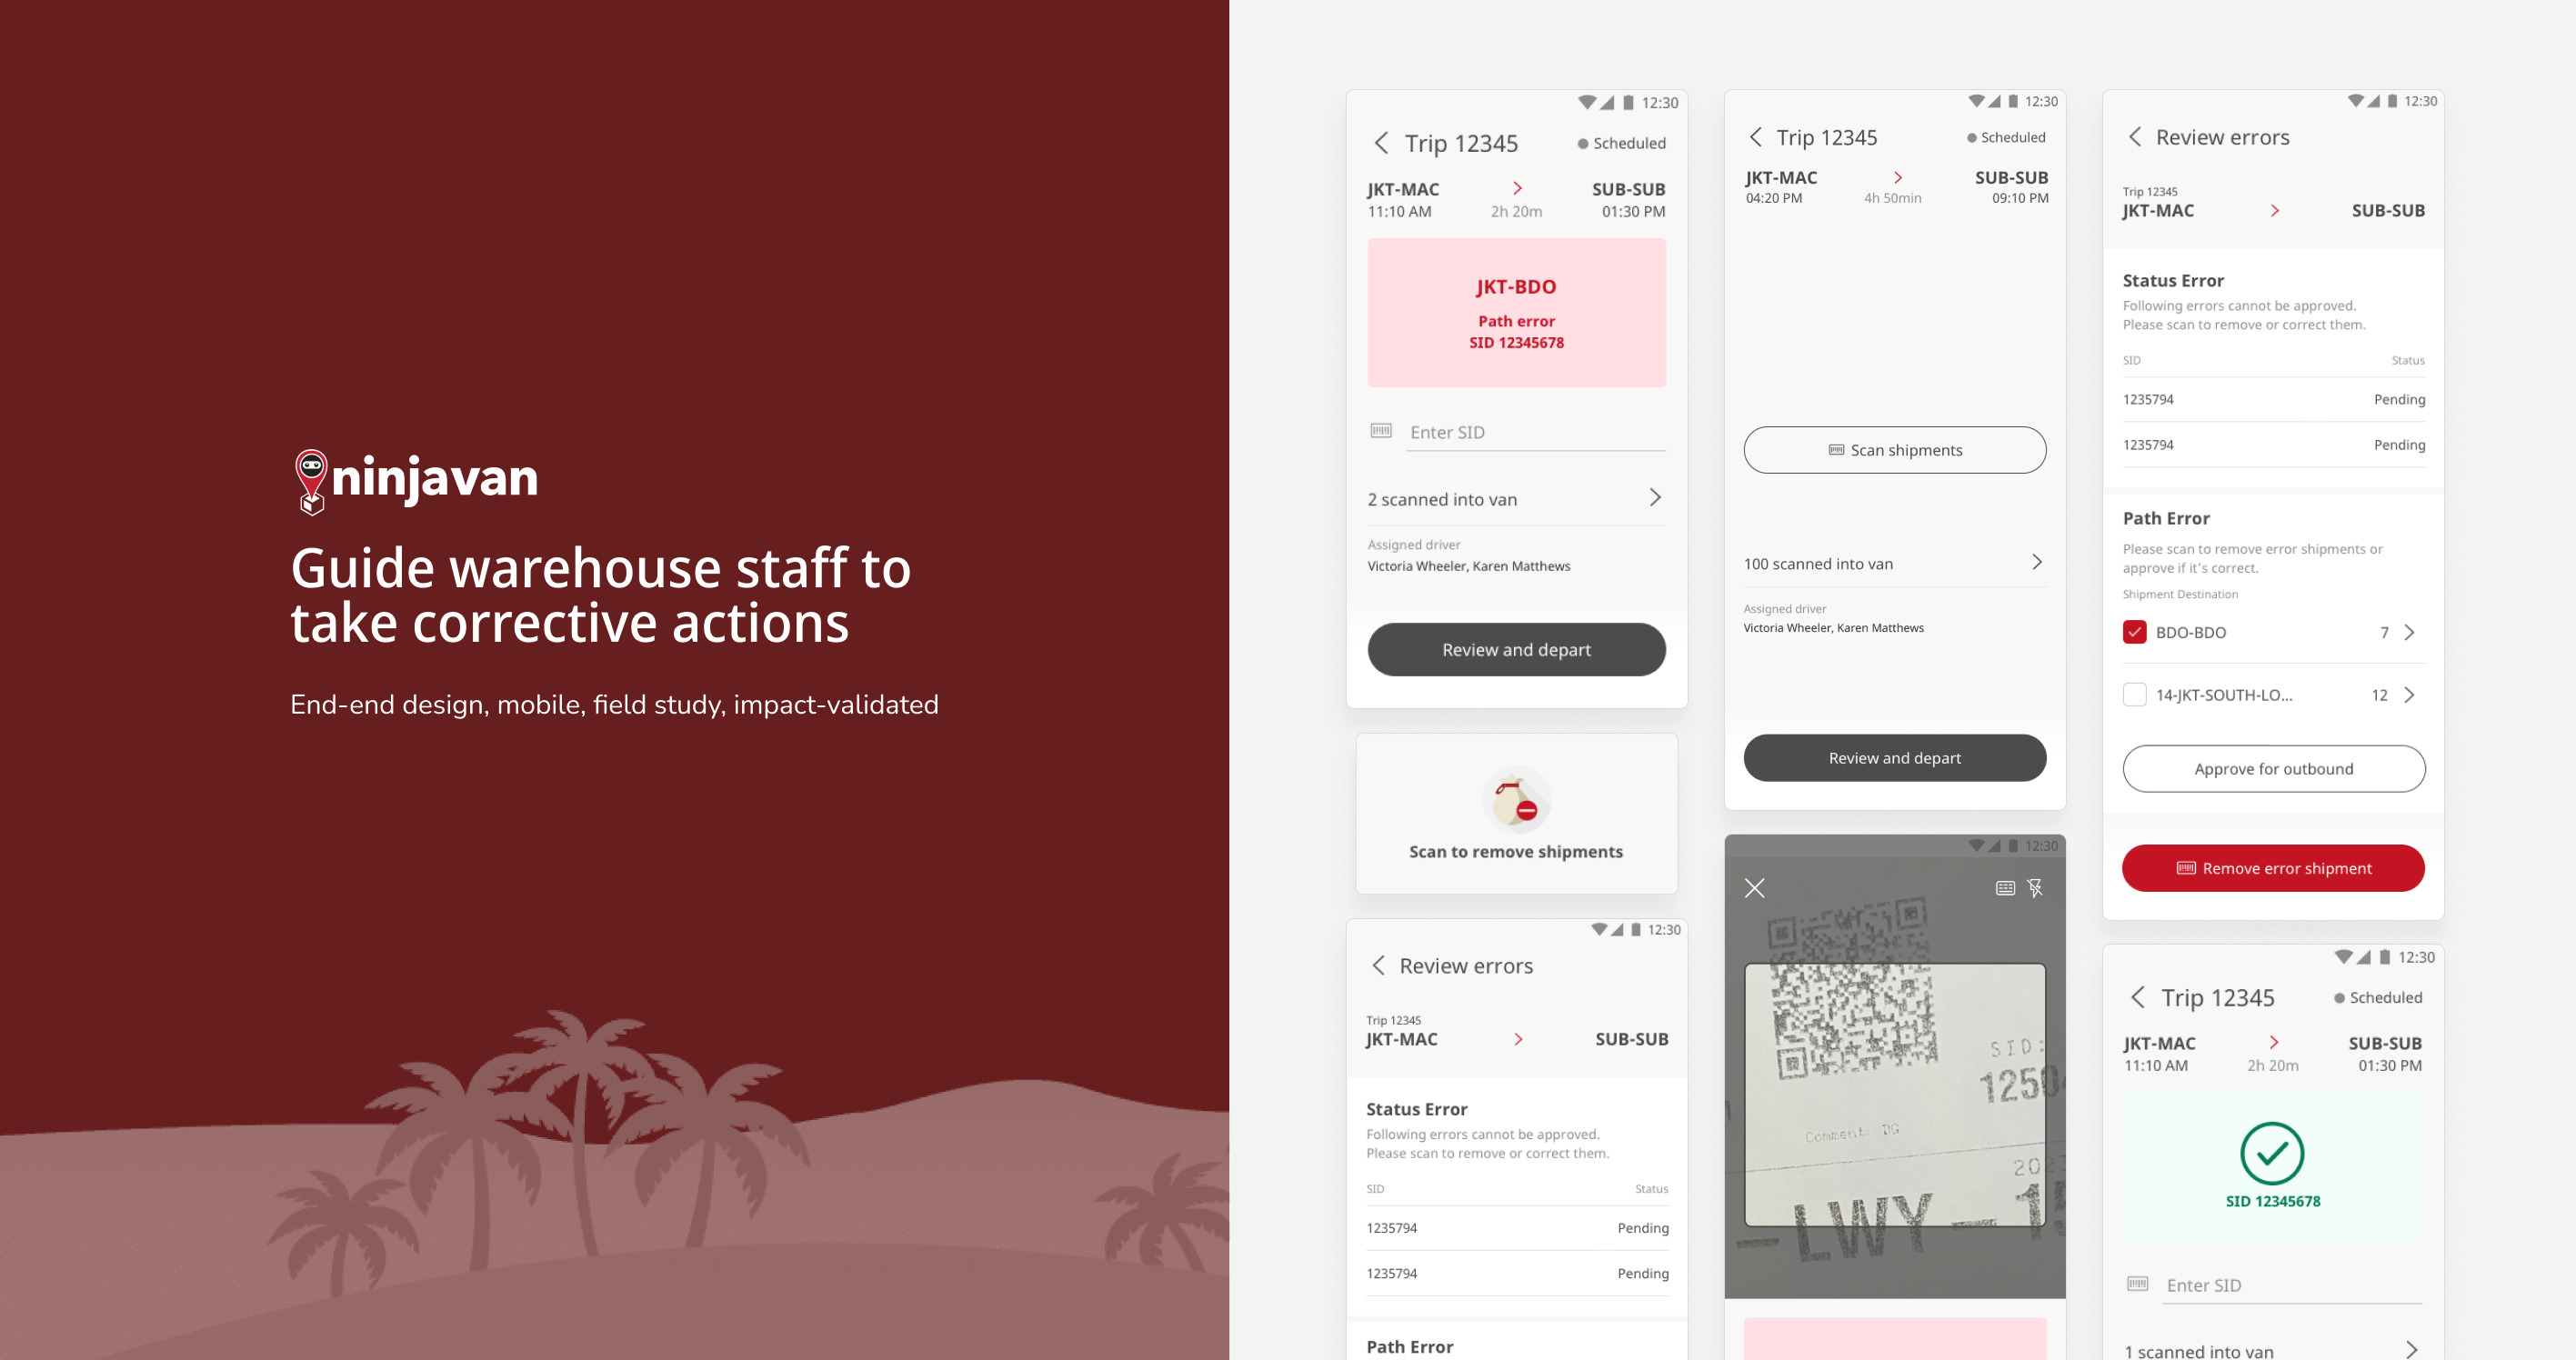 ninjavan
Guide warehouse staff to
take corrective actions
End-end design, mobile, field study, impact-validated
12:30
Trip 12345
Scheduled
JKT-MAC
SUB-SUB
11:10 AM
2h 20m
01:30 PM
JKT-BDO
Path error
SID 12345678
Enter SID
2 scanned into van
Assigned driver
Victoria Wheeler, Karen Matthews
Review and depart
Scan to remove shipments
12:30
Review errors
Trip 12345
JKT-MAC
SUB-SUB
Status Error
Following errors cannot be approved.
Please scan to remove or correct them.
SID
Status
1235794
Pending
1235794
Pending
Path Error
12:30
Trip 12345
Scheduled
JKT-MAC
SUB-SUB
04:20 PM
4h 50min
09:10 PM
Scan shipments
100 scanned into van
Assigned driver
Victoria Wheeler, Karen Matthews
Review and depart
12:30
SID:
1250
Comment: DG
202
-LWY-1
12:30
Review errors
Trip 12345
JKT-MAC
SUB-SUB
Status Error
Following errors cannot be approved.
Please scan to remove or correct them.
SID
Status
1235794
Pending
1235794
Pending
Path Error
Please scan to remove error shipments or
approve if it's correct.
Shipment Destination
BDO-BDO
7
14-JKT-SOUTH-LO...
12
Approve for outbound
Remove error shipment
12:30
Trip 12345
Scheduled
JKT-MAC
SUB-SUB
11:10 AM
2h 20m
01:30 PM
SID 12345678
Enter SID
1 scanned into van